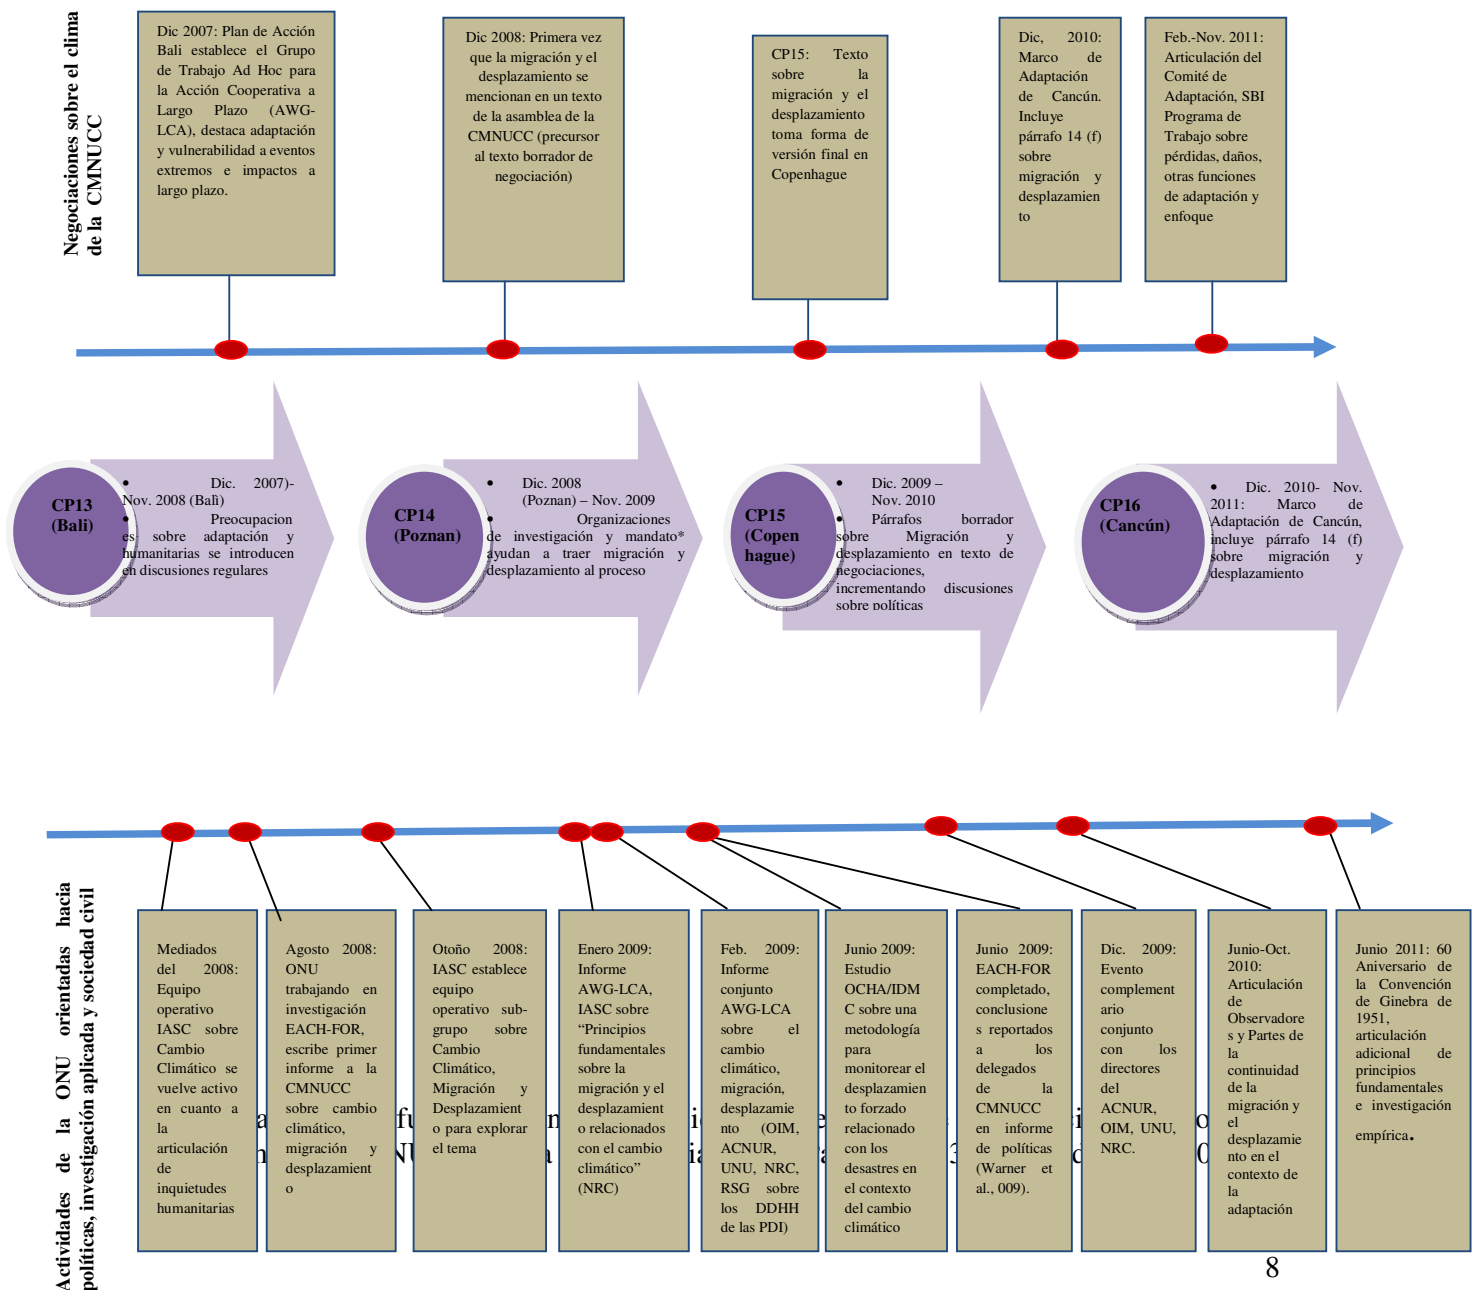 Negociaciones sobre el clima
de la CMNUCC
Dic 2007: Plan de Acción
Bali establece el Grupo
de Trabajo Ad Hoc para
la Acción Cooperativa a
Largo Plazo (AWG-
LCA), destaca adaptación
y vulnerabilidad a eventos
extremos e impactos a
largo plazo.
Dic 2008: Primera vez
que la migración y el
desplazamiento se
mencionan en un texto
de la asamblea de la
CMNUCC (precursor
al texto borrador de
negociación)
CP15: Texto
sobre la
migración y el
desplazamiento
toma forma de
versión final en
Copenhague
Dic, 2010:
Marco de
Adaptación
de Cancún.
Incluye
párrafo 14 (f)
sobre
migración y
desplazamien
to
Feb.-Nov. 2011:
Articulación del
Comité de
Adaptación, SBI
Programa de
Trabajo sobre
pérdidas, daños,
otras funciones
de adaptación y
enfoque
CP13
(Bali)
• Dic. 2007)-
Nov. 2008 (Bali)
• Preocupacion
es sobre adaptación y
humanitarias se introducen
en discusiones regulares
CP14
(Poznan)
• Dic. 2008
(Poznan) – Nov. 2009
• Organizaciones
de investigación y mandato*
ayudan a traer migración y
desplazamiento al proceso
CP15
(Copen
hague)
• Dic. 2009 –
Nov. 2010
• Párrafos borrador
sobre Migración y
desplazamiento en texto de
negociaciones,
incrementando discusiones
sobre políticas
CP16
(Cancún)
• Dic. 2010- Nov.
2011: Marco de
Adaptación de Cancún,
incluye párrafo 14 (f)
sobre migración y
desplazamiento
Actividades de la ONU orientadas hacia
políticas, investigación aplicada y sociedad civil
Mediados
del 2008:
Equipo
operativo
IASC sobre
Cambio
Climático se
vuelve activo
en cuanto a
la
articulación
de
inquietudes
humanitarias
Agosto 2008:
ONU
trabajando en
investigación
EACH-FOR,
escribe primer
informe a la
CMNUCC
sobre cambio
climático,
migración y
desplazamient
o
Otoño 2008:
IASC establece
equipo
operativo sub-
grupo sobre
Cambio
Climático,
Migración y
Desplazamient
o para explorar
el tema
Enero 2009:
Informe
AWG-LCA,
IASC sobre
“Principios
fundamentales
sobre la
migración y el
desplazamient
o relacionados
con el cambio
climático”
(NRC)
Feb. 2009:
Informe
conjunto
AWG-LCA
sobre el
cambio
climático,
migración,
desplazamie
nto (OIM,
ACNUR,
UNU, NRC,
RSG sobre
los DDHH
de las PDI)
Junio 2009:
Estudio
OCHA/IDM
C sobre una
metodología
para
monitorear el
desplazamien
to forzado
relacionado
con los
desastres en
el contexto
del cambio
climático
Junio 2009:
EACH-FOR
completado,
conclusione
s reportados
a los
delegados
de la
CMNUCC
en informe
de políticas
(Warner et
al., 009).
Dic. 2009:
Evento
complement
ario
conjunto
con los
directores
del
ACNUR,
OIM, UNU,
NRC.
Junio-Oct.
2010:
Articulación
de
Observadore
s y Partes de
la
continuidad
de la
migración y
el
desplazamie
nto en el
contexto de
la
adaptación
Junio 2011: 60
Aniversario de
la Convención
de Ginebra de
1951,
articulación
adicional de
principios
fundamentales
e investigación
empírica.
8